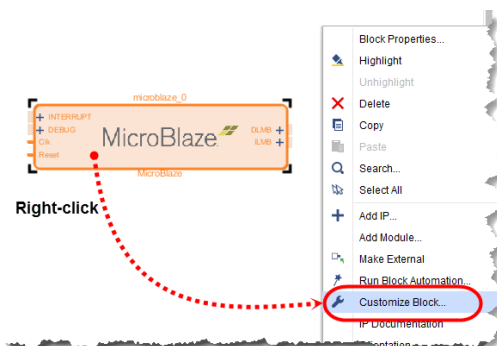 microblaze_0
INTERRUPT
DEBUG
Clk
Reset
MicroBlaze
DLMB
ILMB
MicroBlaze
Right-click
Block Properties...
Highlight
Unhighlight
Delete
Copy
Paste
Search...
Select All
Add IP...
Add Module...
Make External
Run Block Automation...
Customize Block...
IP Documentation
Orientation